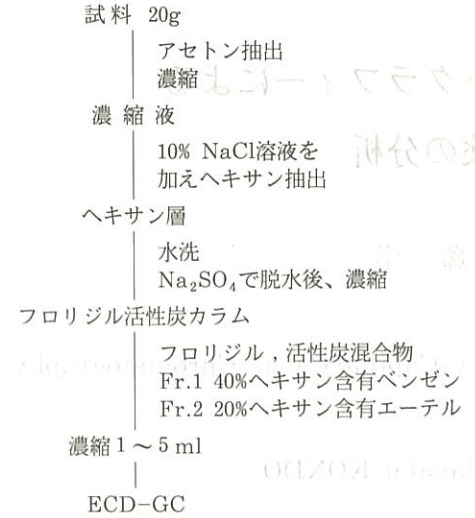 試料 20g
アセトン抽出
濃縮
濃縮液
10% NaCl溶液を
加えヘキサン抽出
ヘキサン層
水洗
Na₂SO₄で脱水後、濃縮
フロリジル活性炭カラム
フロリジル , 活性炭混合物
Fr.1 40%ヘキサン含有ベンゼン
Fr.2 20%ヘキサン含有エーテル
濃縮1～5 ml
ECD-GC